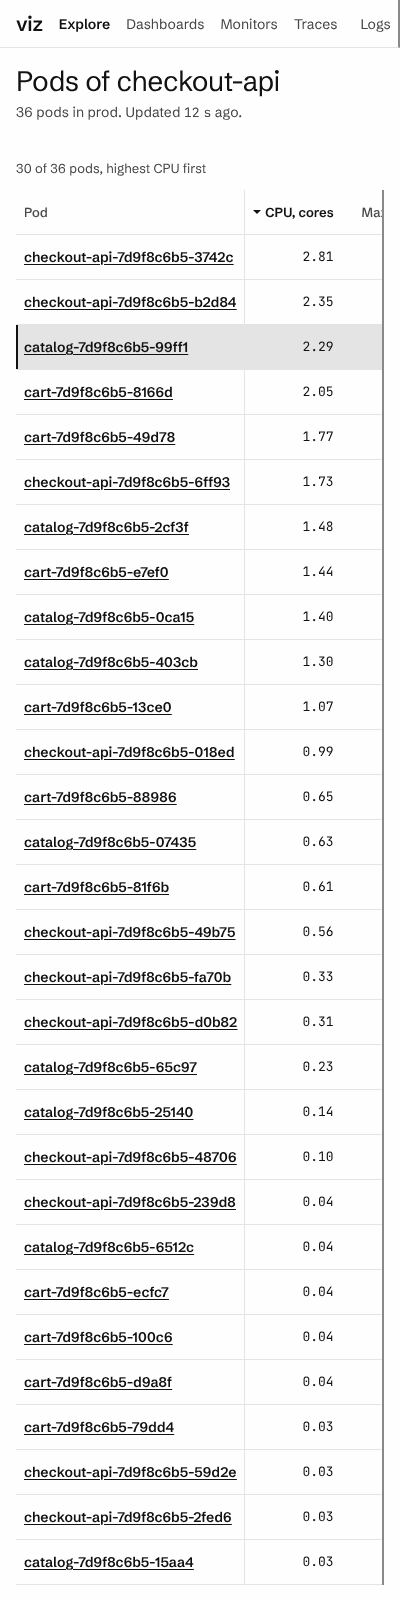 viz Explore Dashboards Monitors Traces Logs
Pods of checkout-api
36 pods in prod. Updated 12 s ago.
30 of 36 pods, highest CPU first
Pod CPU, cores
checkout-api-7d9f8c6b5-3742c 2.81
checkout-api-7d9f8c6b5-b2d84 2.35
catalog-7d9f8c6b5-99ff1 2.29
cart-7d9f8c6b5-8166d 2.05
cart-7d9f8c6b5-49d78 1.77
checkout-api-7d9f8c6b5-6ff93 1.73
catalog-7d9f8c6b5-2cf3f 1.48
cart-7d9f8c6b5-e7ef0 1.44
catalog-7d9f8c6b5-0ca15 1.40
catalog-7d9f8c6b5-403cb 1.30
cart-7d9f8c6b5-13ce0 1.07
checkout-api-7d9f8c6b5-018ed 0.99
cart-7d9f8c6b5-88986 0.65
catalog-7d9f8c6b5-07435 0.63
cart-7d9f8c6b5-81f6b 0.61
checkout-api-7d9f8c6b5-49b75 0.56
checkout-api-7d9f8c6b5-fa70b 0.33
checkout-api-7d9f8c6b5-d0b82 0.31
catalog-7d9f8c6b5-65c97 0.23
catalog-7d9f8c6b5-25140 0.14
checkout-api-7d9f8c6b5-48706 0.10
checkout-api-7d9f8c6b5-239d8 0.04
catalog-7d9f8c6b5-6512c 0.04
cart-7d9f8c6b5-ecfc7 0.04
cart-7d9f8c6b5-100c6 0.04
cart-7d9f8c6b5-d9a8f 0.04
cart-7d9f8c6b5-79dd4 0.03
checkout-api-7d9f8c6b5-59d2e 0.03
checkout-api-7d9f8c6b5-2fed6 0.03
catalog-7d9f8c6b5-15aa4 0.03